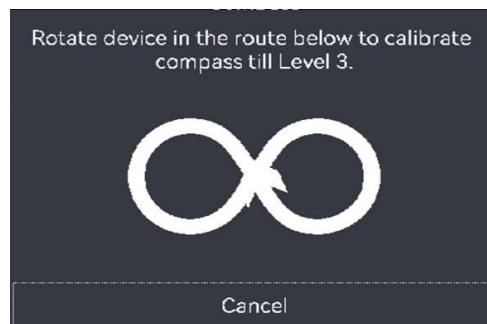 Rotate device in the route below to calibrate
compass till Level 3.
Cancel